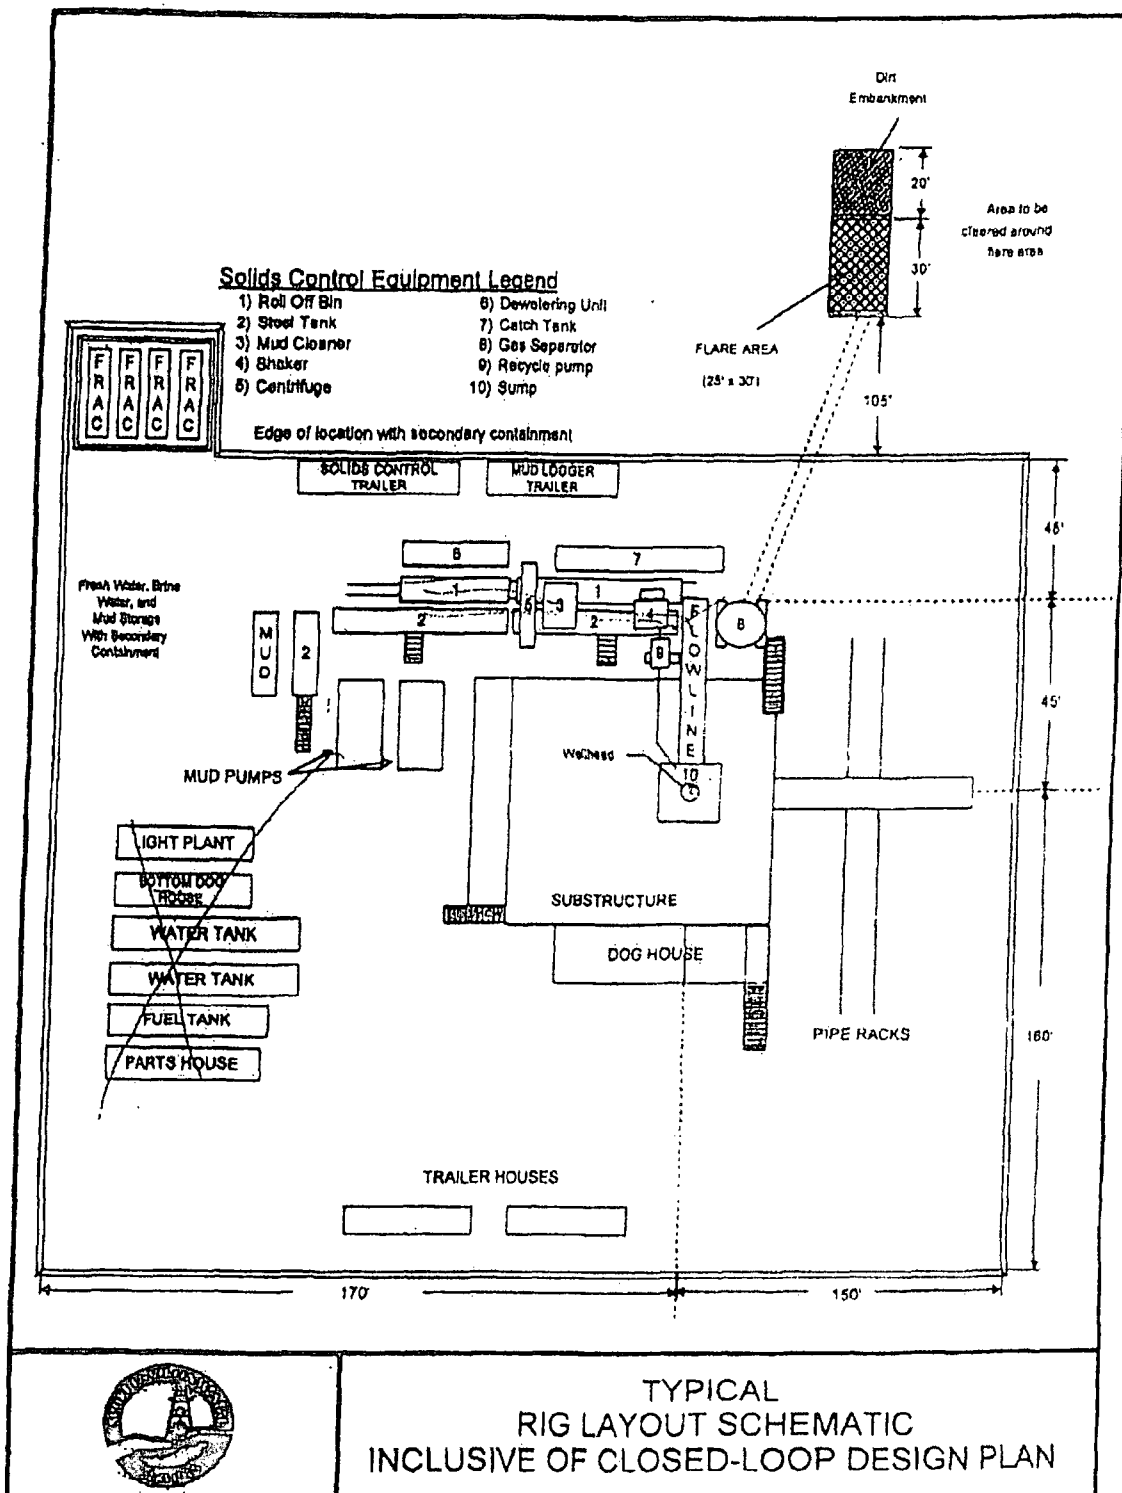 Dirt
Embankment
20'
Area to be
cleared around
flare area
30'
Solids Control Equipment Legend
1) Roll Off Bin
2) Steel Tank
3) Mud Cleaner
4) Shaker
5) Centrifuge
6) Dewatering Unit
7) Catch Tank
8) Gas Separator
9) Recycle pump
10) Sump
FLARE AREA
(25' x 30')
105'
FRAC
FRAC
FRAC
FRAC
Edge of location with secondary containment
SOLIDS CONTROL
TRAILER
MUD LOGGER
TRAILER
45'
6
7
Fresh Water, Brine
Water, and
Mud Storage
With Secondary
Containment
1
5
3
1
4
8
2
2
9
MUD
2
FLOWLINE
45'
Wellhead
10
MUD PUMPS
LIGHT PLANT
BOTTOM DOG
HOUSE
WATER TANK
WATER TANK
FUEL TANK
PARTS HOUSE
SUBSTRUCTURE
DOG HOUSE
PIPE RACKS
160'
TRAILER HOUSES
170'
150'
TYPICAL
RIG LAYOUT SCHEMATIC
INCLUSIVE OF CLOSED-LOOP DESIGN PLAN